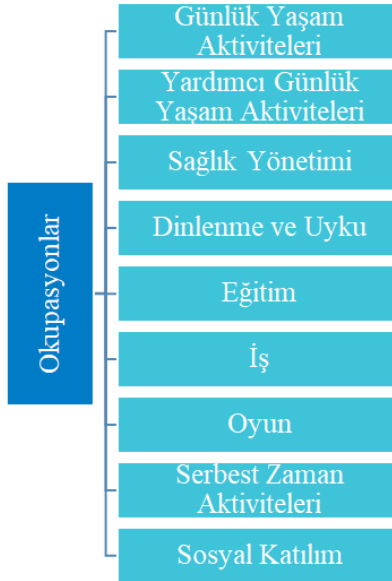 Okupasyonlar
Günlük Yaşam
Aktiviteleri
Yardımcı Günlük
Yaşam Aktiviteleri
Sağlık Yönetimi
Dinlenme ve Uyku
Eğitim
İş
Oyun
Serbest Zaman
Aktiviteleri
Sosyal Katılım